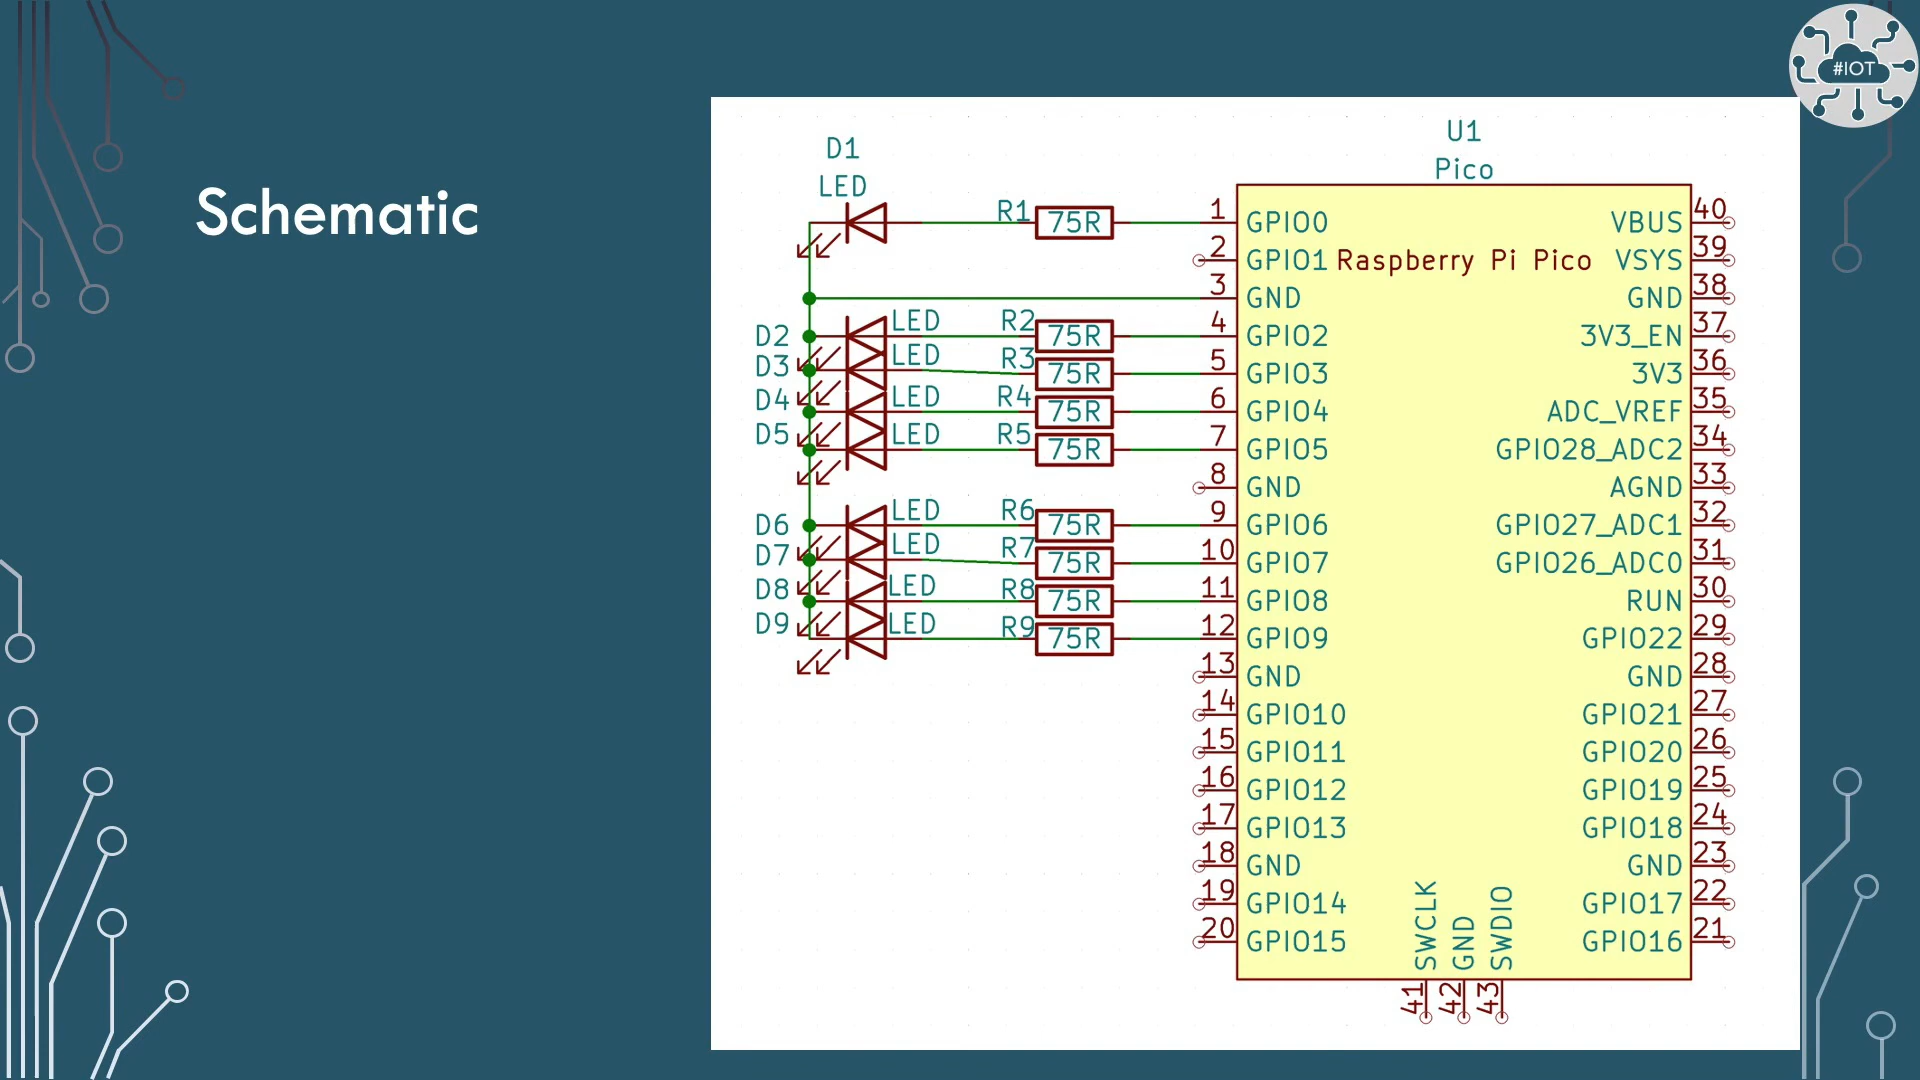 #IOT
Schematic
U1
Pico
D1
LED
R1 75R 1 GPIO0 VBUS 40
2 GPIO1 Raspberry Pi Pico VSYS 39
3 GND GND 38
D2 LED R2 75R 4 GPIO2 3V3_EN 37
D3 LED R3 75R 5 GPIO3 3V3 36
D4 LED R4 75R 6 GPIO4 ADC_VREF 35
D5 LED R5 75R 7 GPIO5 GPIO28_ADC2 34
8 GND AGND 33
D6 LED R6 75R 9 GPIO6 GPIO27_ADC1 32
D7 LED R7 75R 10 GPIO7 GPIO26_ADC0 31
D8 LED R8 75R 11 GPIO8 RUN 30
D9 LED R9 75R 12 GPIO9 GPIO22 29
13 GND GND 28
14 GPIO10 GPIO21 27
15 GPIO11 GPIO20 26
16 GPIO12 GPIO19 25
17 GPIO13 GPIO18 24
18 GND GND 23
19 GPIO14 GPIO17 22
20 GPIO15 GPIO16 21
SWCLK GND SWDIO
41 42 43